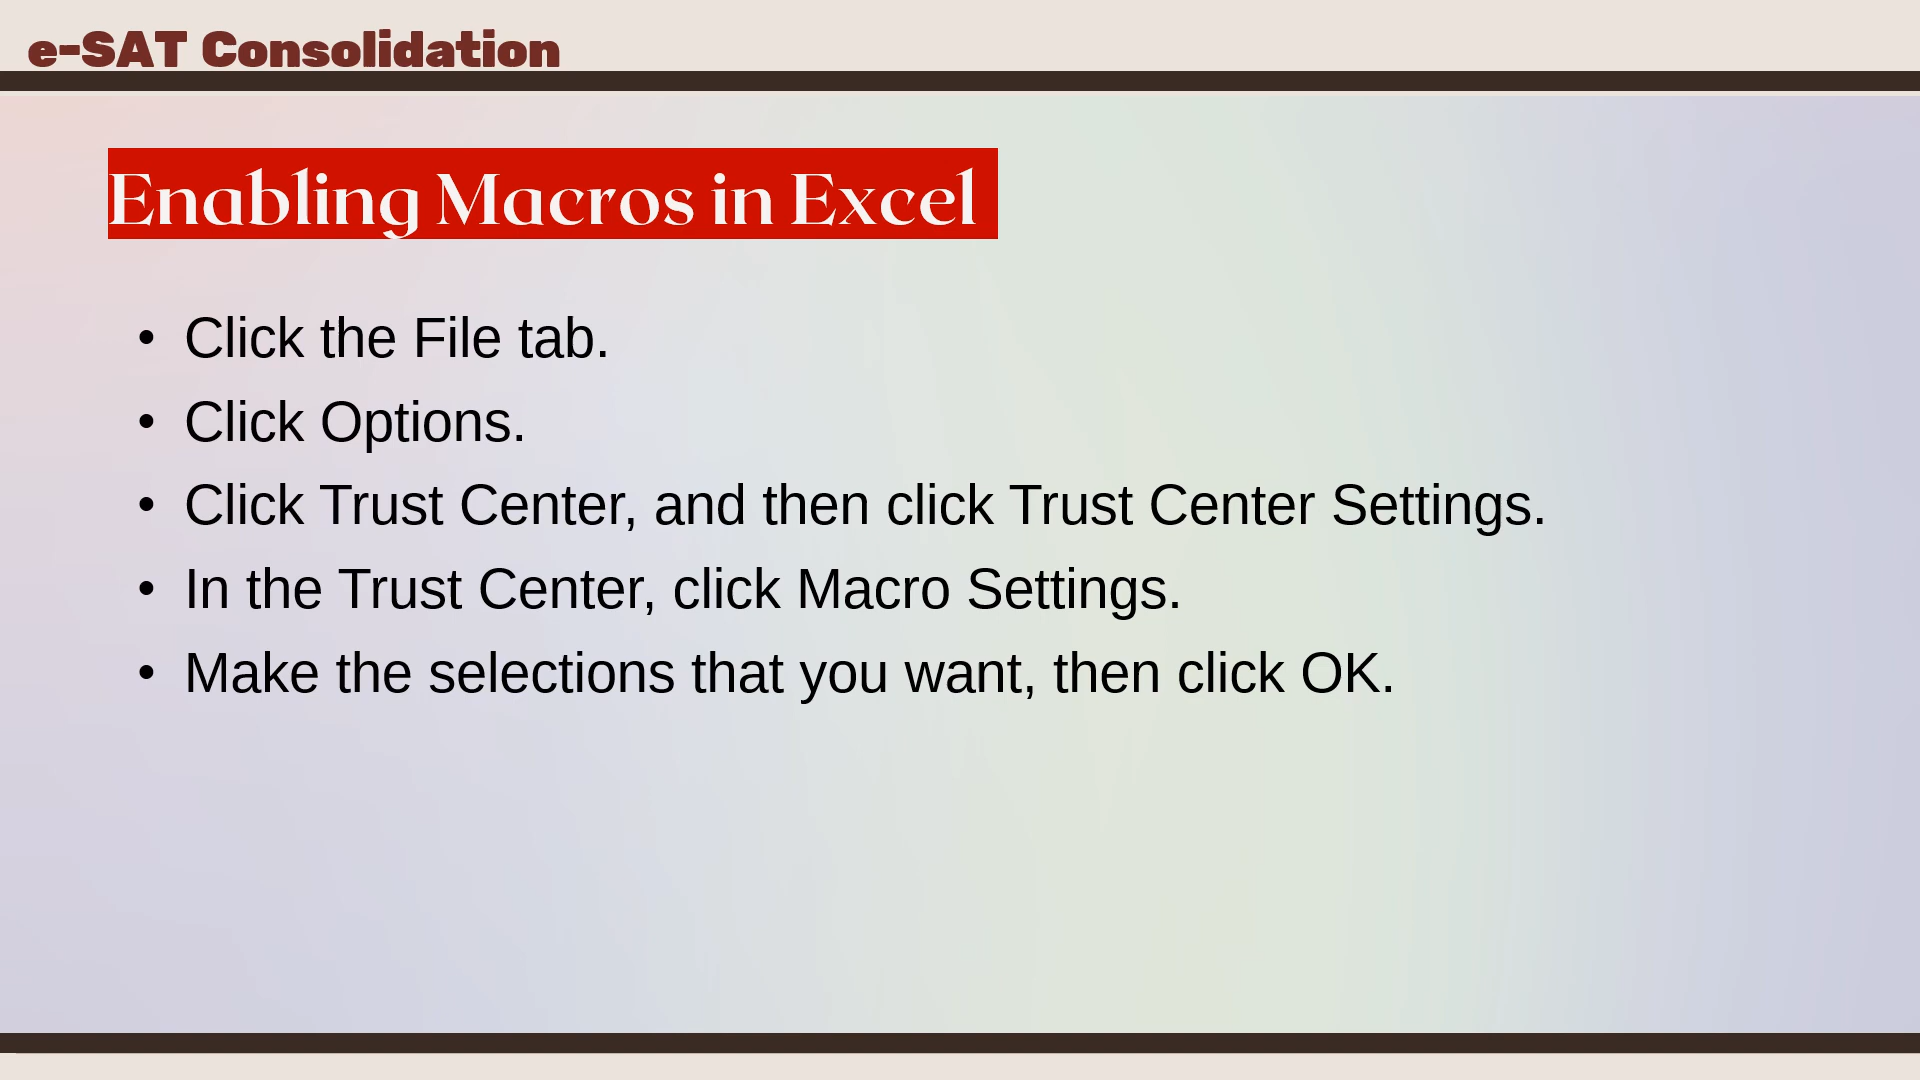 e-SAT Consolidation
Enabling Macros in Excel
• Click the File tab.
• Click Options.
• Click Trust Center, and then click Trust Center Settings.
• In the Trust Center, click Macro Settings.
• Make the selections that you want, then click OK.